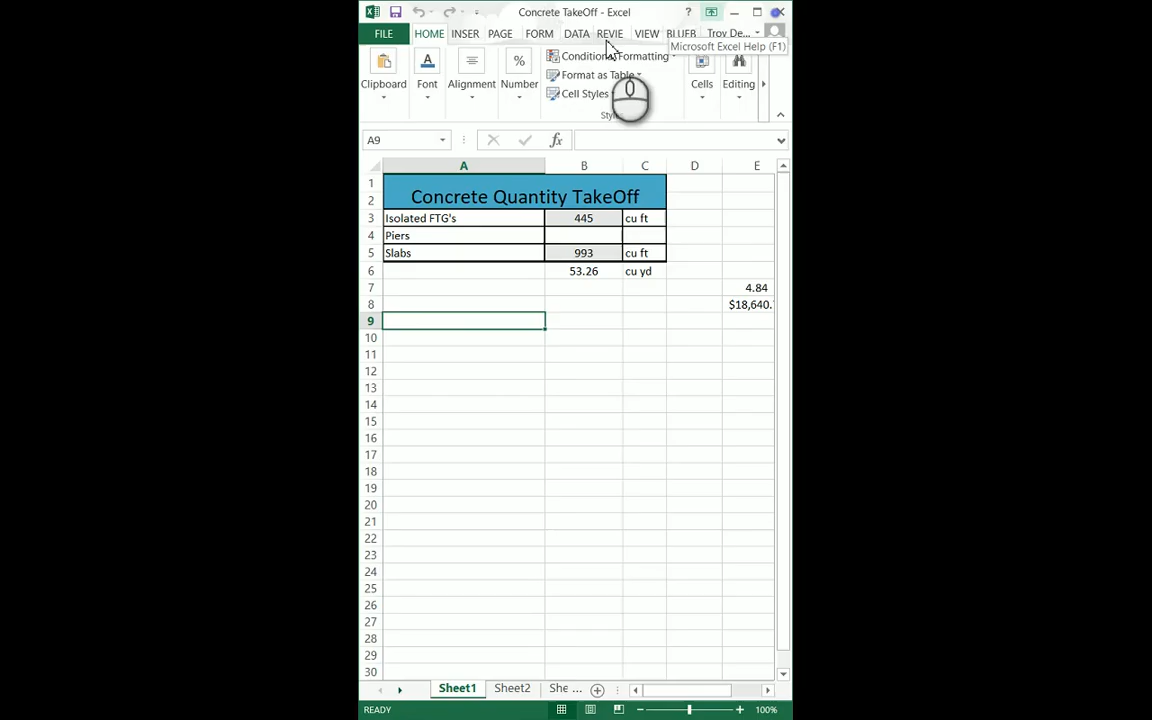 Concrete TakeOff - Excel
?
FILE HOME INSER PAGE FORM DATA REVIE VIEW BLUEB Troy De...
Microsoft Excel Help (F1)
Clipboard Font Alignment % Number Conditional Formatting Cells Editing
Format as Table
Cell Styles
A9 fx
A B C D E
1
2 Concrete Quantity TakeOff
3 Isolated FTG's 445 cu ft
4 Piers
5 Slabs 993 cu ft
6 53.26 cu yd
7 4.84
8 $18,640.
9
10
11
12
13
14
15
16
17
18
19
20
21
22
23
24
25
26
27
28
29
30
Sheet1 Sheet2 She ...
READY 100%